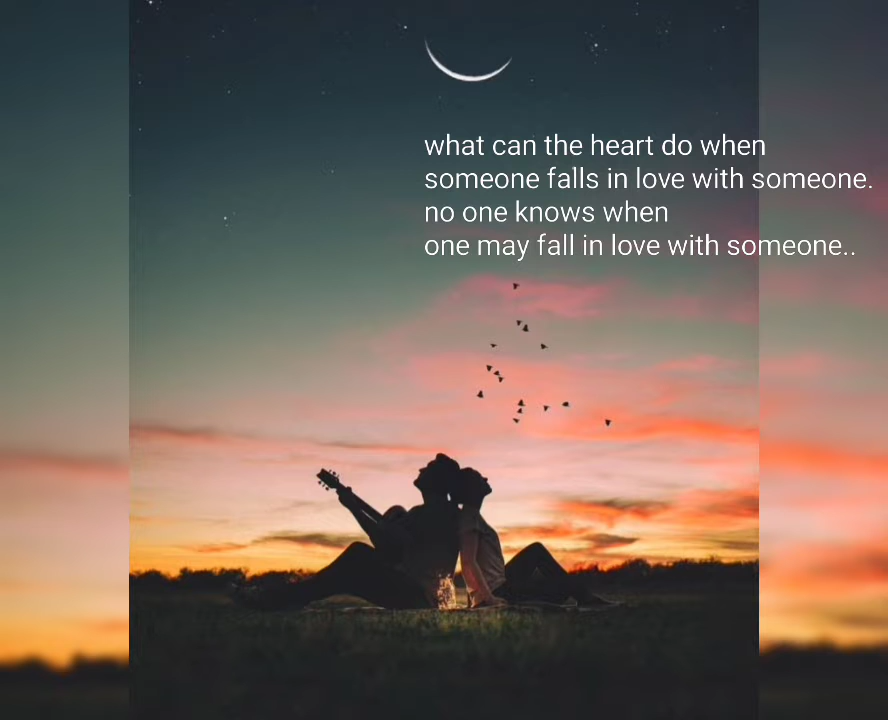 what can the heart do when
someone falls in love with someone.
no one knows when
one may fall in love with someone..